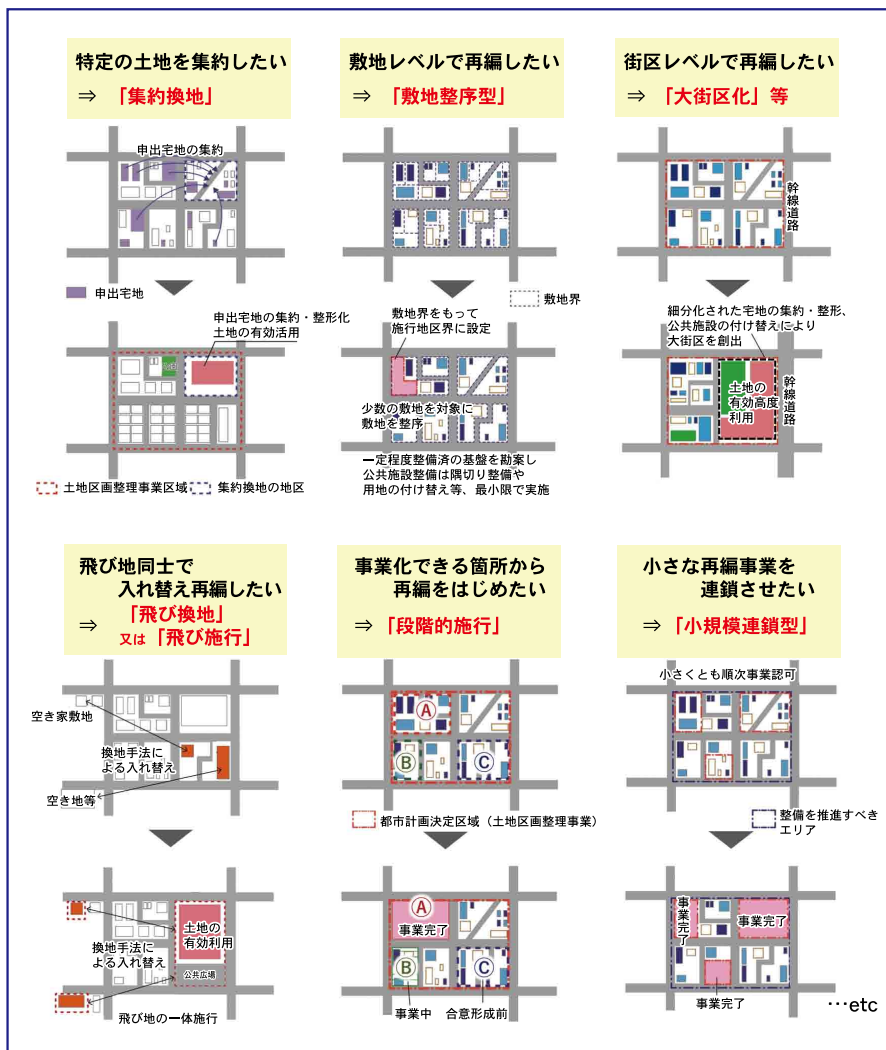 特定の土地を集約したい
⇒ 「集約換地」
申出宅地の集約
申出宅地
申出宅地の集約・整形化
土地の有効活用
土地区画整理事業区域
集約換地の地区
敷地レベルで再編したい
⇒ 「敷地整序型」
敷地界
敷地界をもって
施行地区界に設定
少数の敷地を対象に
敷地を整序
一定程度整備済の基盤を勘案し
公共施設整備は隅切り整備や
用地の付け替え等、最小限で実施
街区レベルで再編したい
⇒ 「大街区化」等
幹線道路
細分化された宅地の集約・整形、
公共施設の付け替えにより
大街区を創出
土地の
有効高度
利用
幹線道路
飛び地同士で
入れ替え再編したい
⇒ 「飛び換地」
又は「飛び施行」
空き家敷地
換地手法に
よる入れ替え
空き地等
土地の
有効利用
換地手法に
よる入れ替え
公共広場
飛び地の一体施行
事業化できる箇所から
再編をはじめたい
⇒ 「段階的施行」
Ⓐ
Ⓑ
Ⓒ
都市計画決定区域（土地区画整理事業）
Ⓐ
事業完了
Ⓑ
Ⓒ
事業中
合意形成前
小さな再編事業を
連鎖させたい
⇒ 「小規模連鎖型」
小さくとも順次事業認可
整備を推進すべき
エリア
事業完了
事業完了
事業完了
…etc